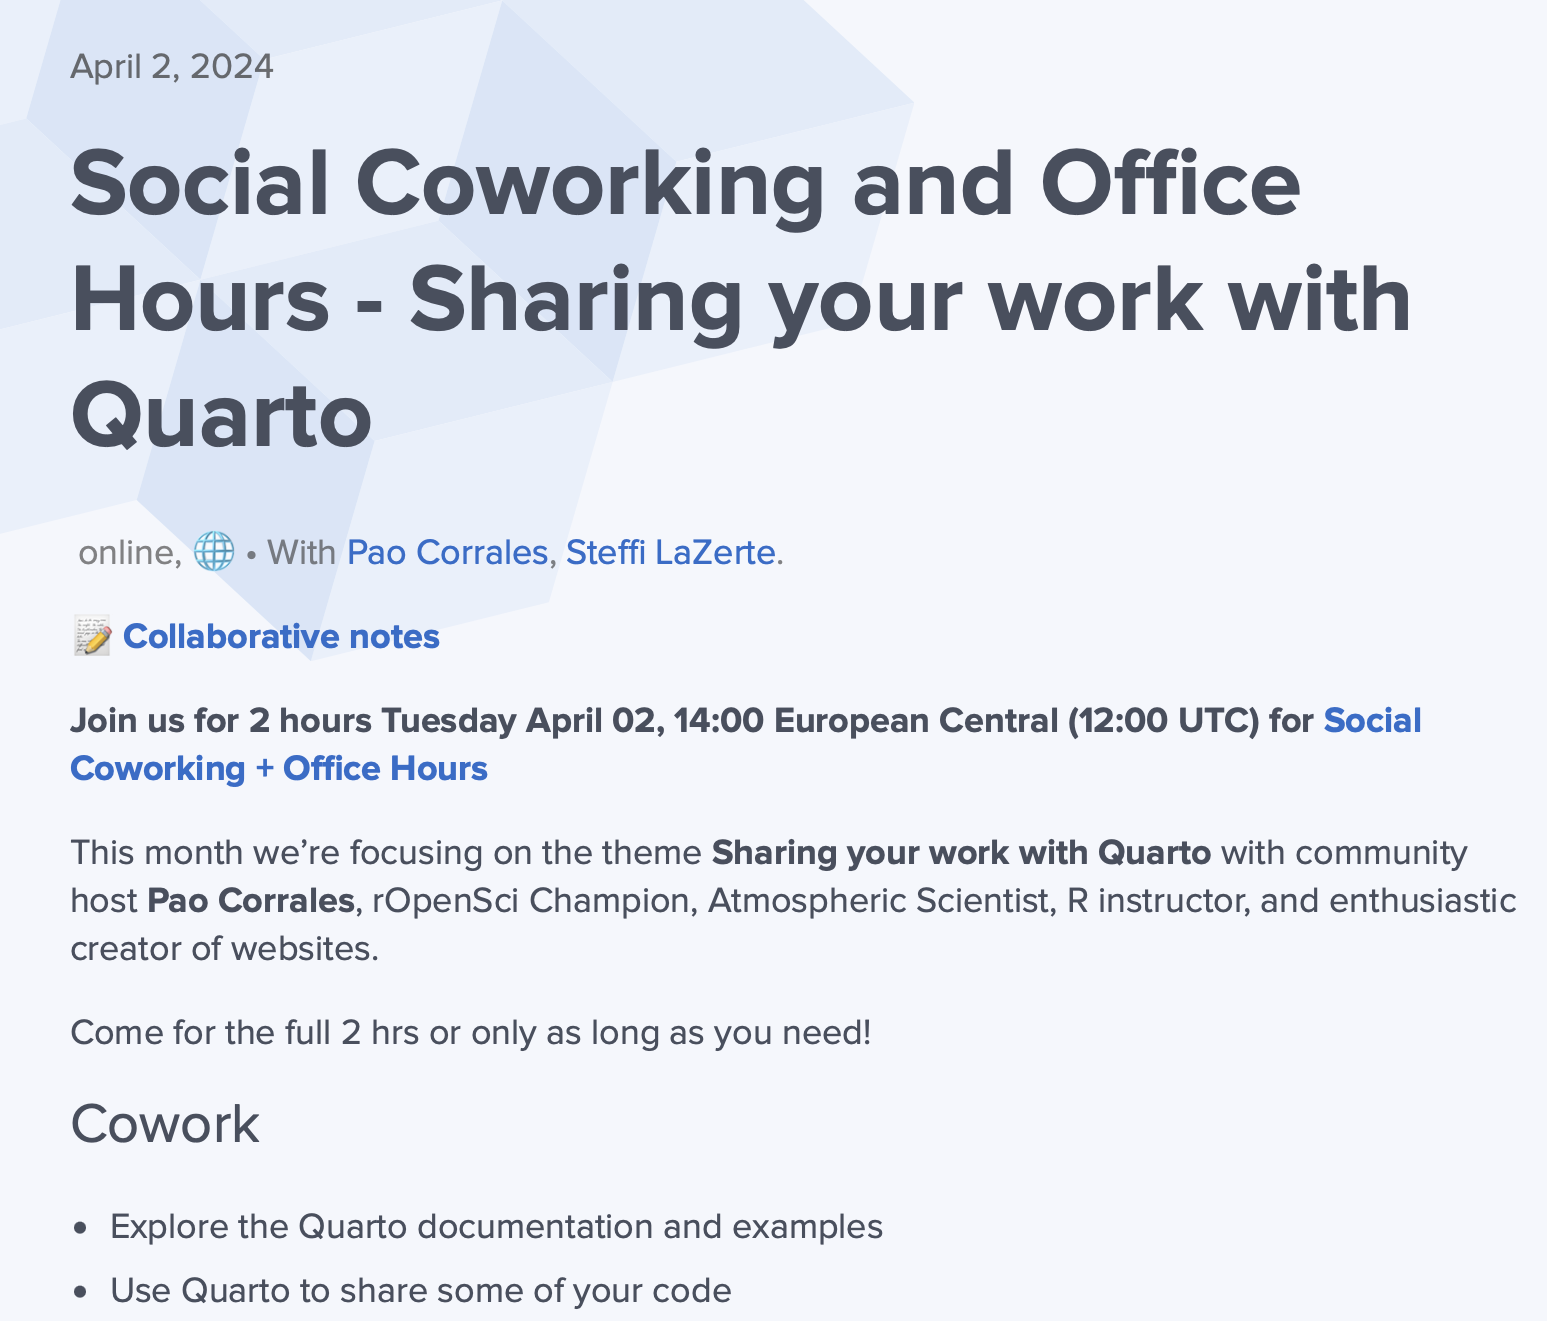 April 2, 2024
Social Coworking and Office
Hours - Sharing your work with
Quarto
online, 🌐 • With Pao Corrales, Steffi LaZerte.
📝 Collaborative notes
Join us for 2 hours Tuesday April 02, 14:00 European Central (12:00 UTC) for Social
Coworking + Office Hours
This month we’re focusing on the theme Sharing your work with Quarto with community
host Pao Corrales, rOpenSci Champion, Atmospheric Scientist, R instructor, and enthusiastic
creator of websites.
Come for the full 2 hrs or only as long as you need!
Cowork
• Explore the Quarto documentation and examples
• Use Quarto to share some of your code